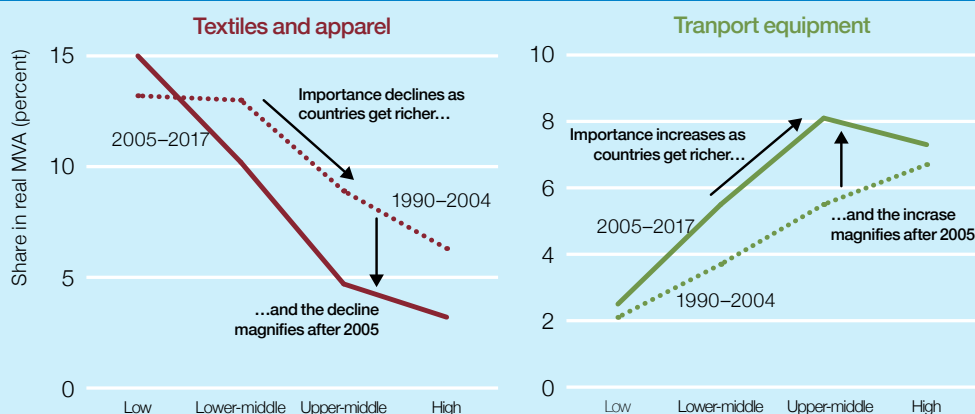 Textiles and apparel
Share in real MVA (percent)
15
10
5
0
Importance declines as
countries get richer…
2005–2017
1990–2004
…and the decline
magnifies after 2005
Low
Lower-middle
Upper-middle
High
Tranport equipment
10
8
6
4
2
0
Importance increases as
countries get richer…
2005–2017
…and the incrase
magnifies after 2005
1990–2004
Low
Lower-middle
Upper-middle
High